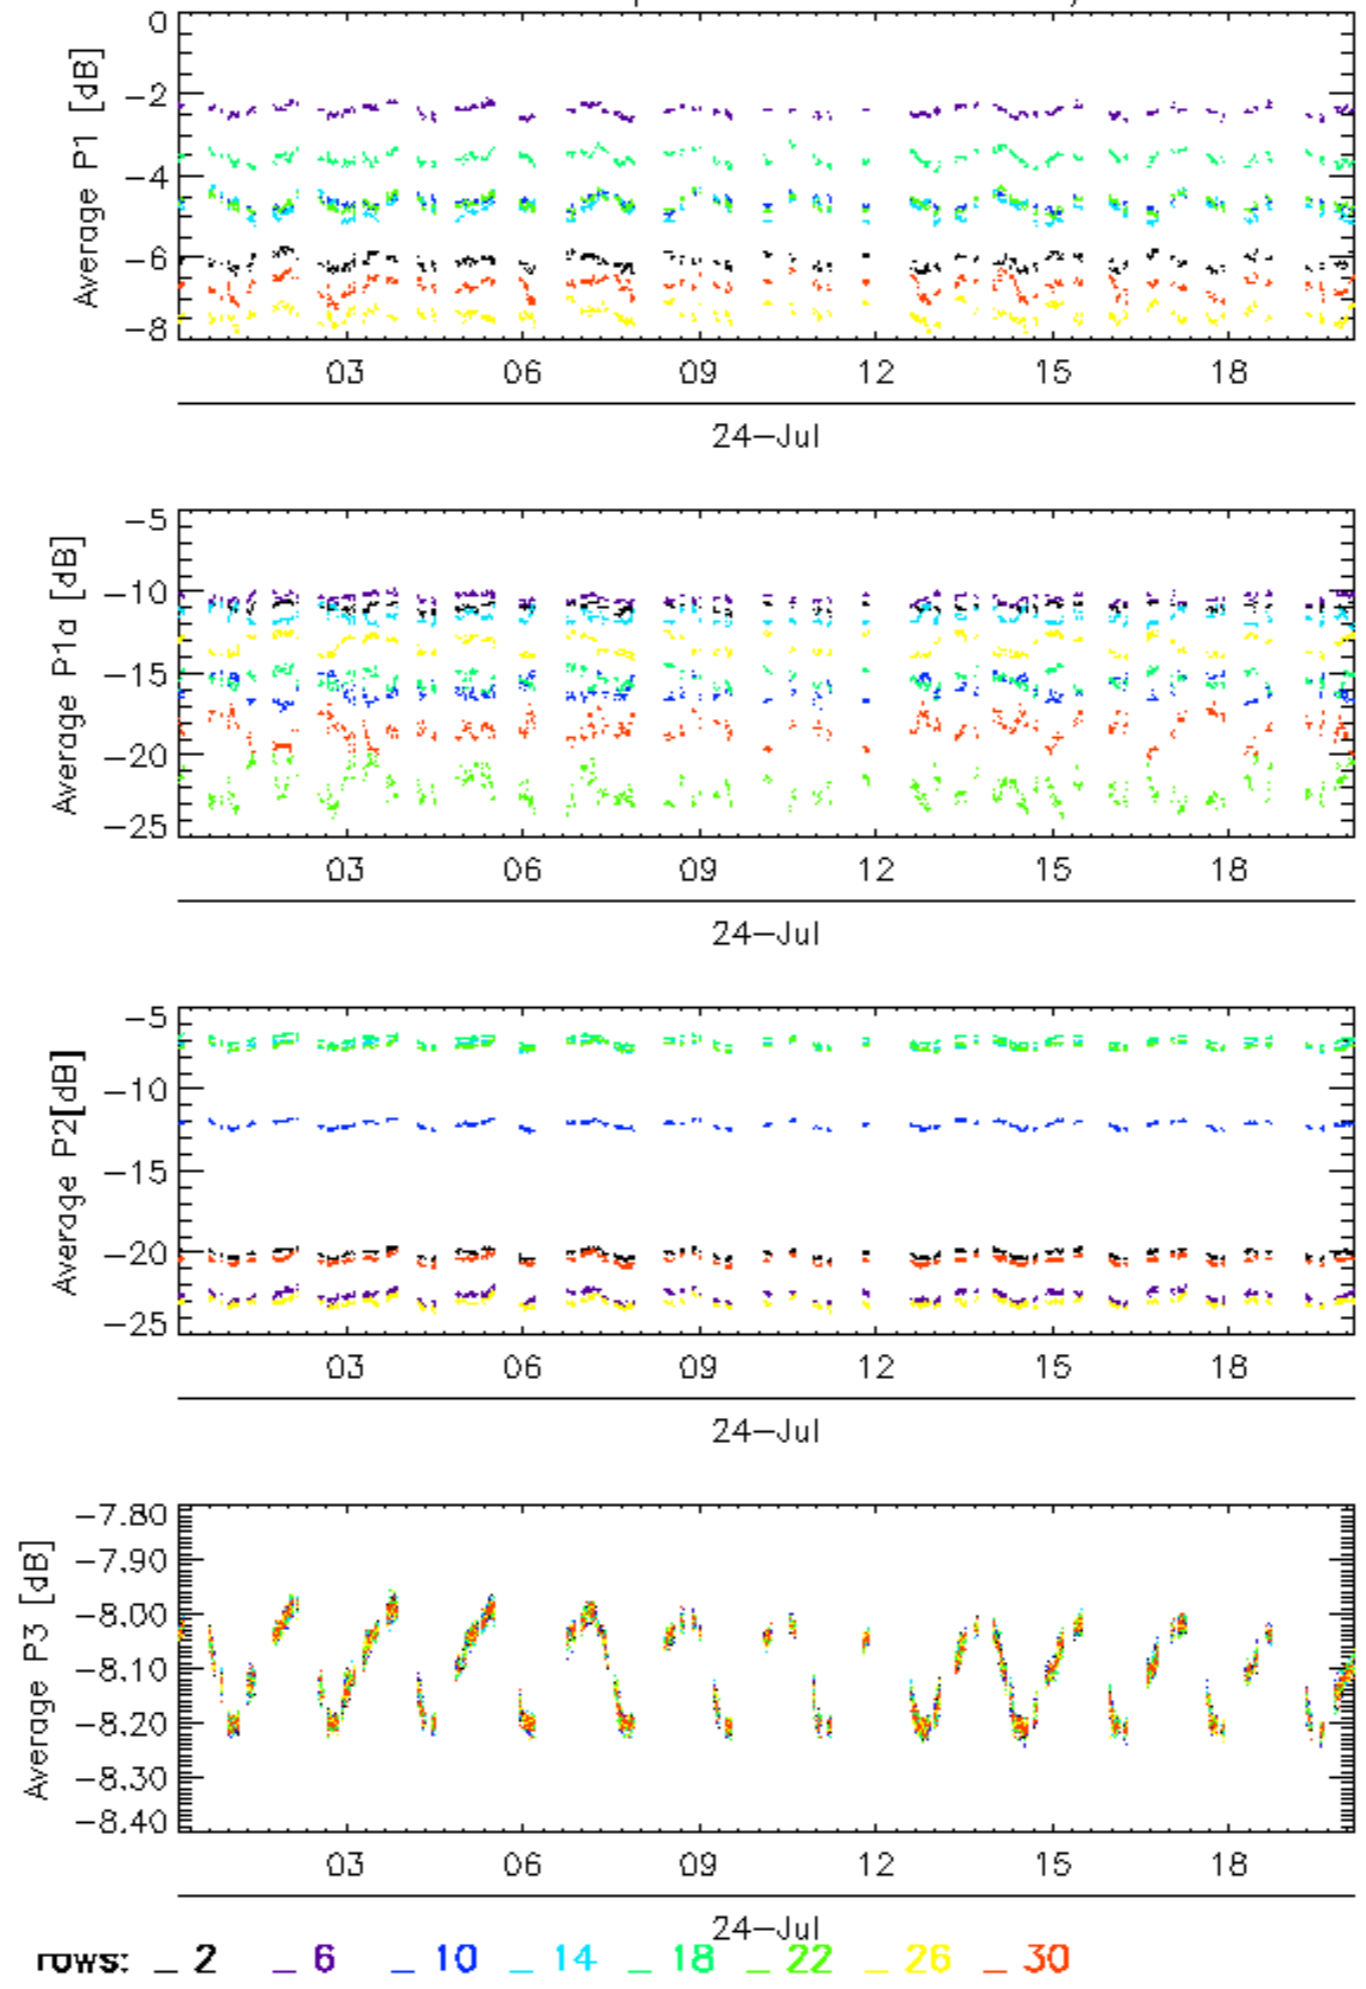 Average P1 [dB]
0
−2
−4
−6
−8
03 06 09 12 15 18
24−Jul
Average P1a [dB]
−5
−10
−15
−20
−25
03 06 09 12 15 18
24−Jul
Average P2[dB]
−5
−10
−15
−20
−25
03 06 09 12 15 18
24−Jul
Average P3 [dB]
−7.80
−7.90
−8.00
−8.10
−8.20
−8.30
−8.40
03 06 09 12 15 18
24−Jul
rows: _ 2 _ 6 _ 10 _ 14 _ 18 _ 22 _ 26 _ 30